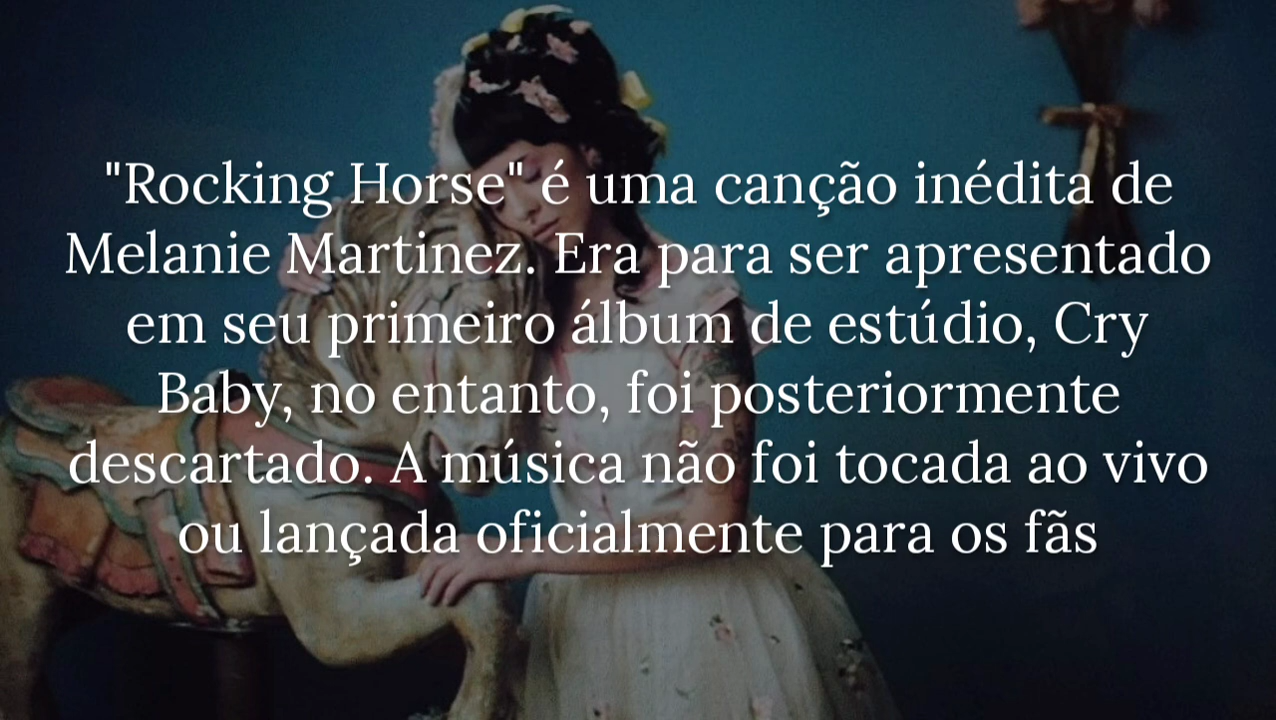 "Rocking Horse" é uma canção inédita de
Melanie Martinez. Era para ser apresentado
em seu primeiro álbum de estúdio, Cry
Baby, no entanto, foi posteriormente
descartado. A música não foi tocada ao vivo
ou lançada oficialmente para os fãs